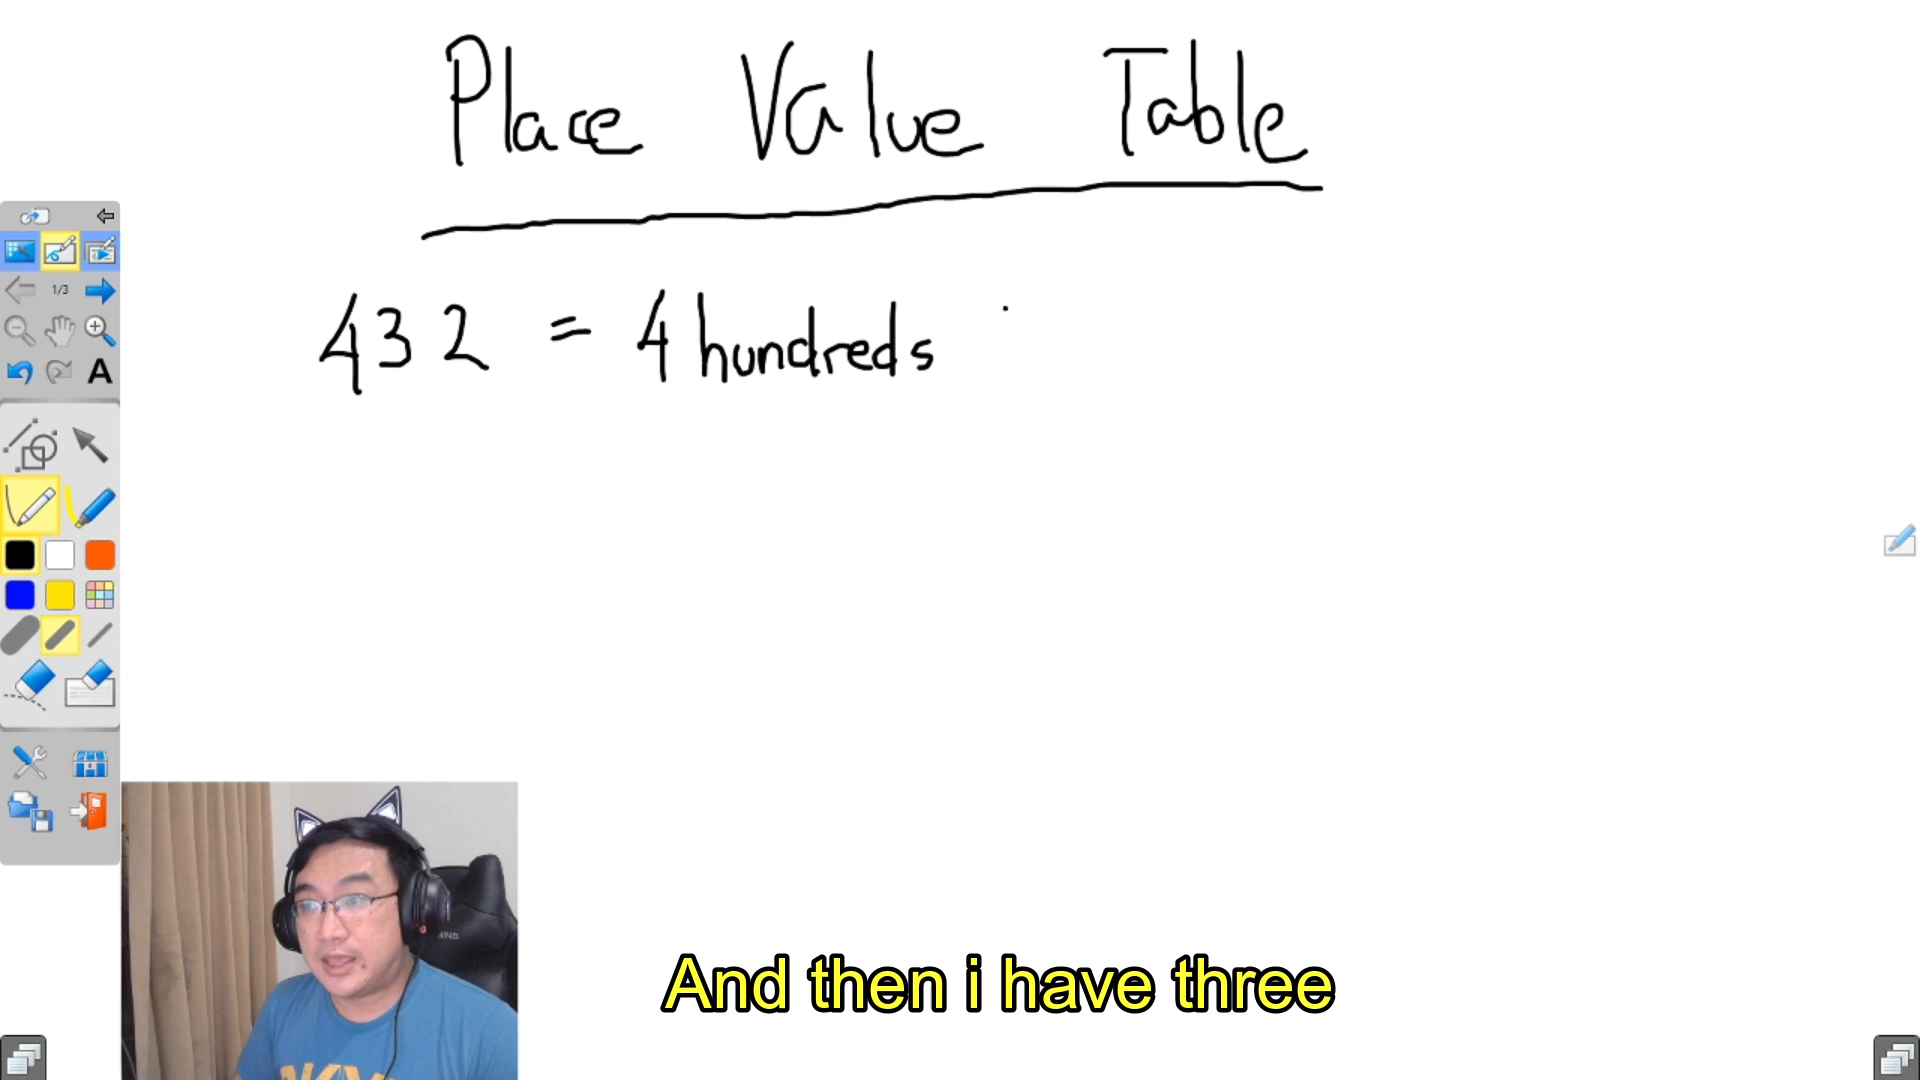 Place Value Table
1/3
432 = 4 hundreds
A
And then i have three